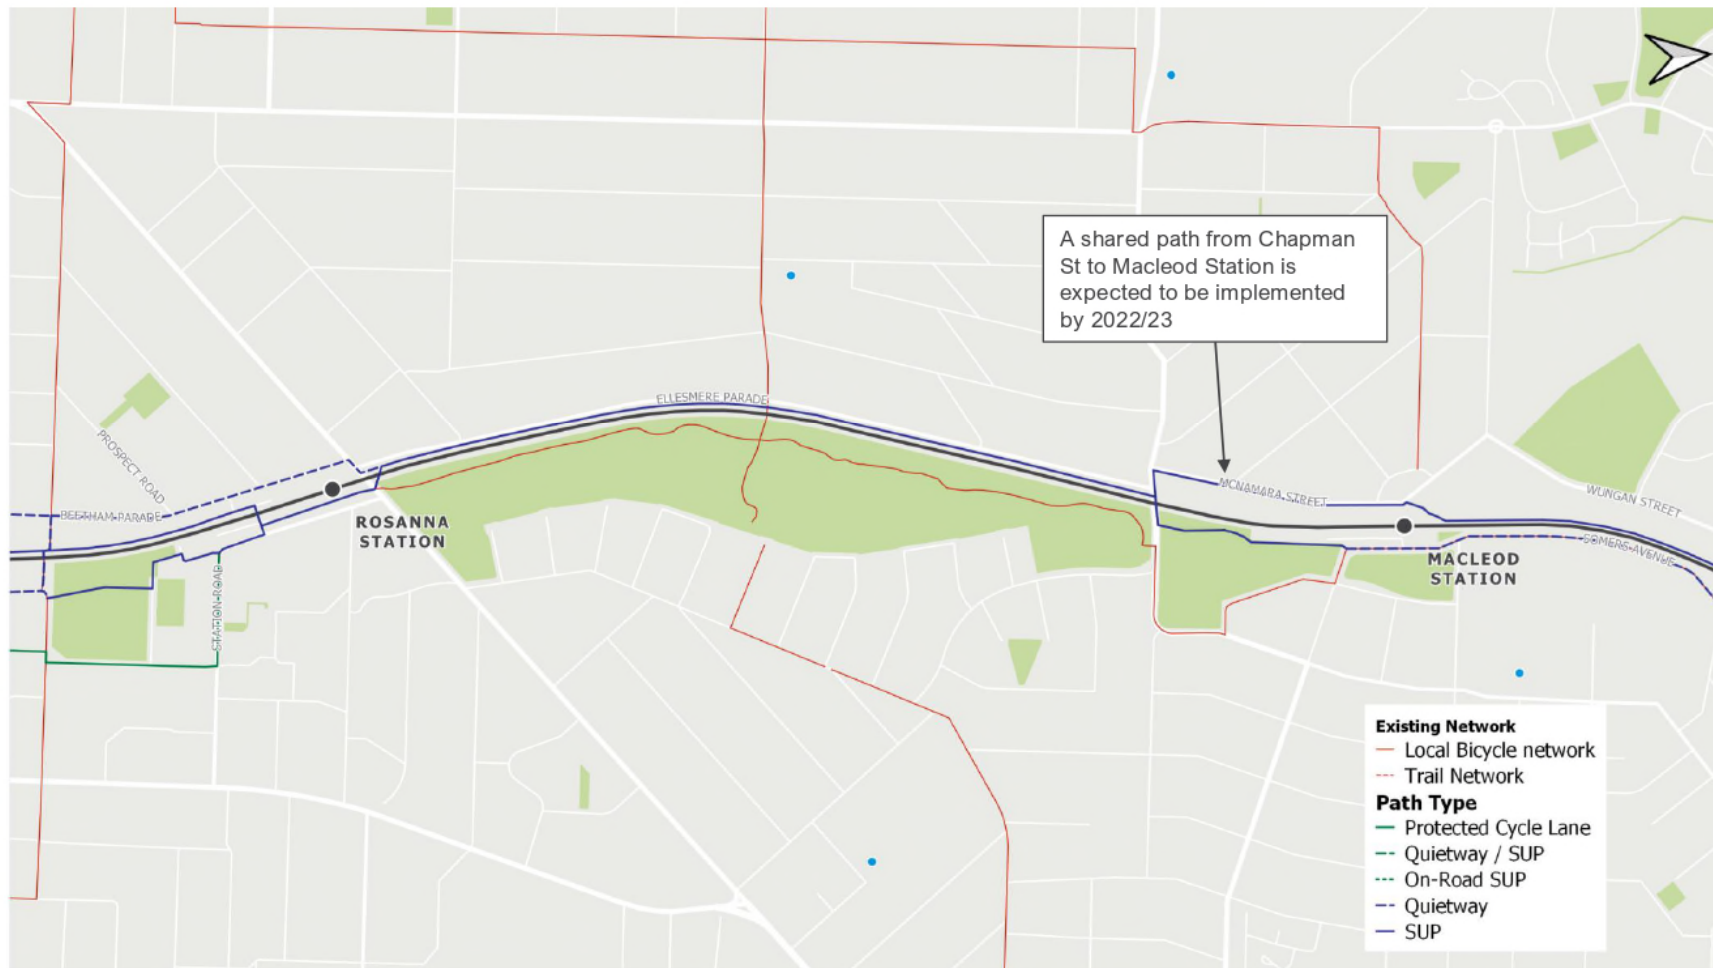 A shared path from Chapman
St to Macleod Station is
expected to be implemented
by 2022/23
ELLESMERE PARADE
PROSPECT ROAD
BEETHAM PARADE
ROSANNA
STATION
STATION ROAD
MCNAMARA STREET
WUNGAN STREET
SOMERS AVENUE
MACLEOD
STATION
Existing Network
Local Bicycle network
Trail Network
Path Type
Protected Cycle Lane
Quietway / SUP
On-Road SUP
Quietway
SUP